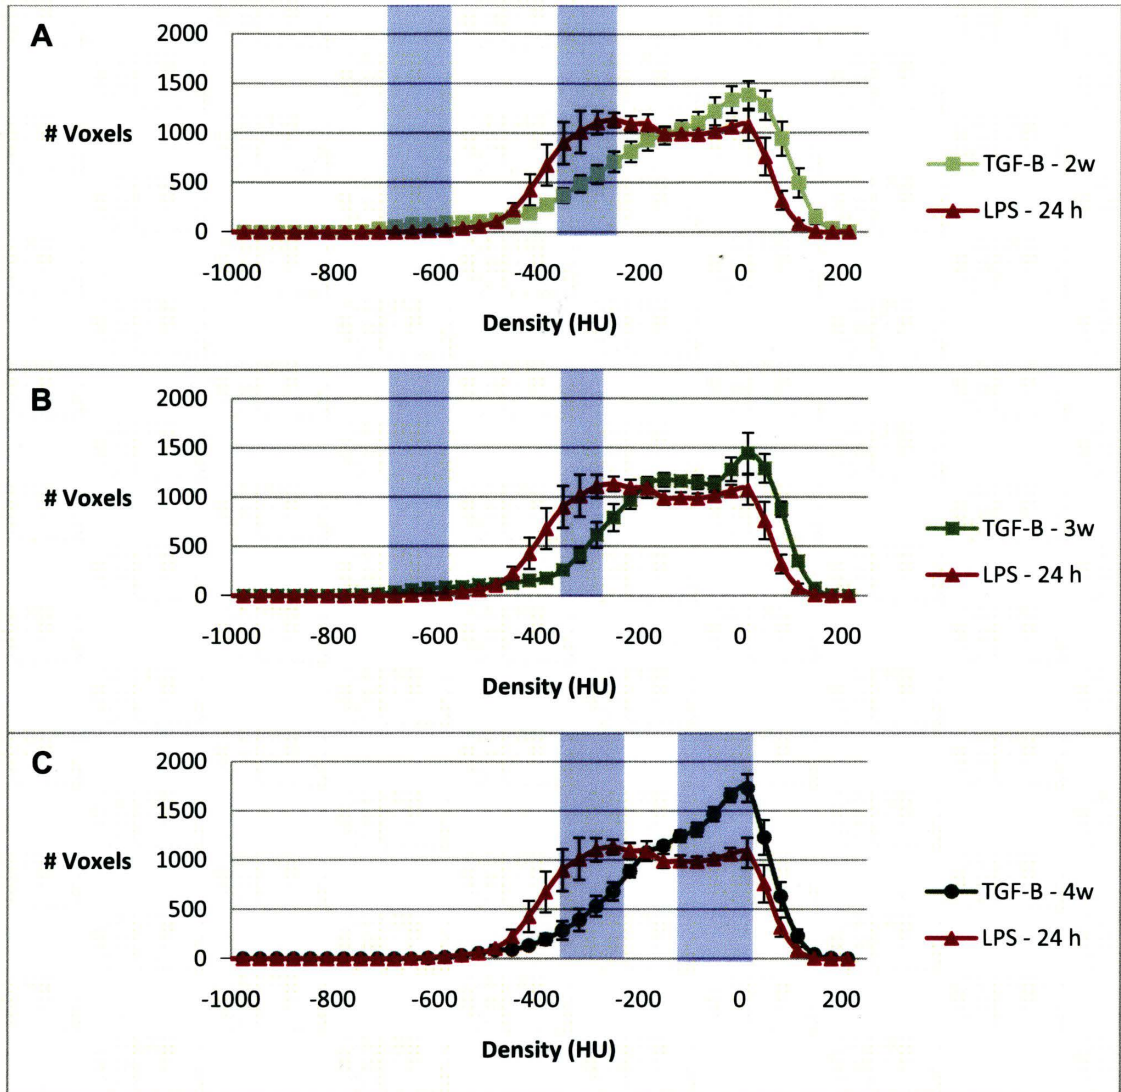 A
2000
1500
# Voxels 1000
500
0
-1000 -800 -600 -400 -200 0 200
Density (HU)
TGF-B - 2w
LPS - 24 h
B
2000
1500
# Voxels 1000
500
0
-1000 -800 -600 -400 -200 0 200
Density (HU)
TGF-B - 3w
LPS - 24 h
C
2000
1500
# Voxels 1000
500
0
-1000 -800 -600 -400 -200 0 200
Density (HU)
TGF-B - 4w
LPS - 24 h